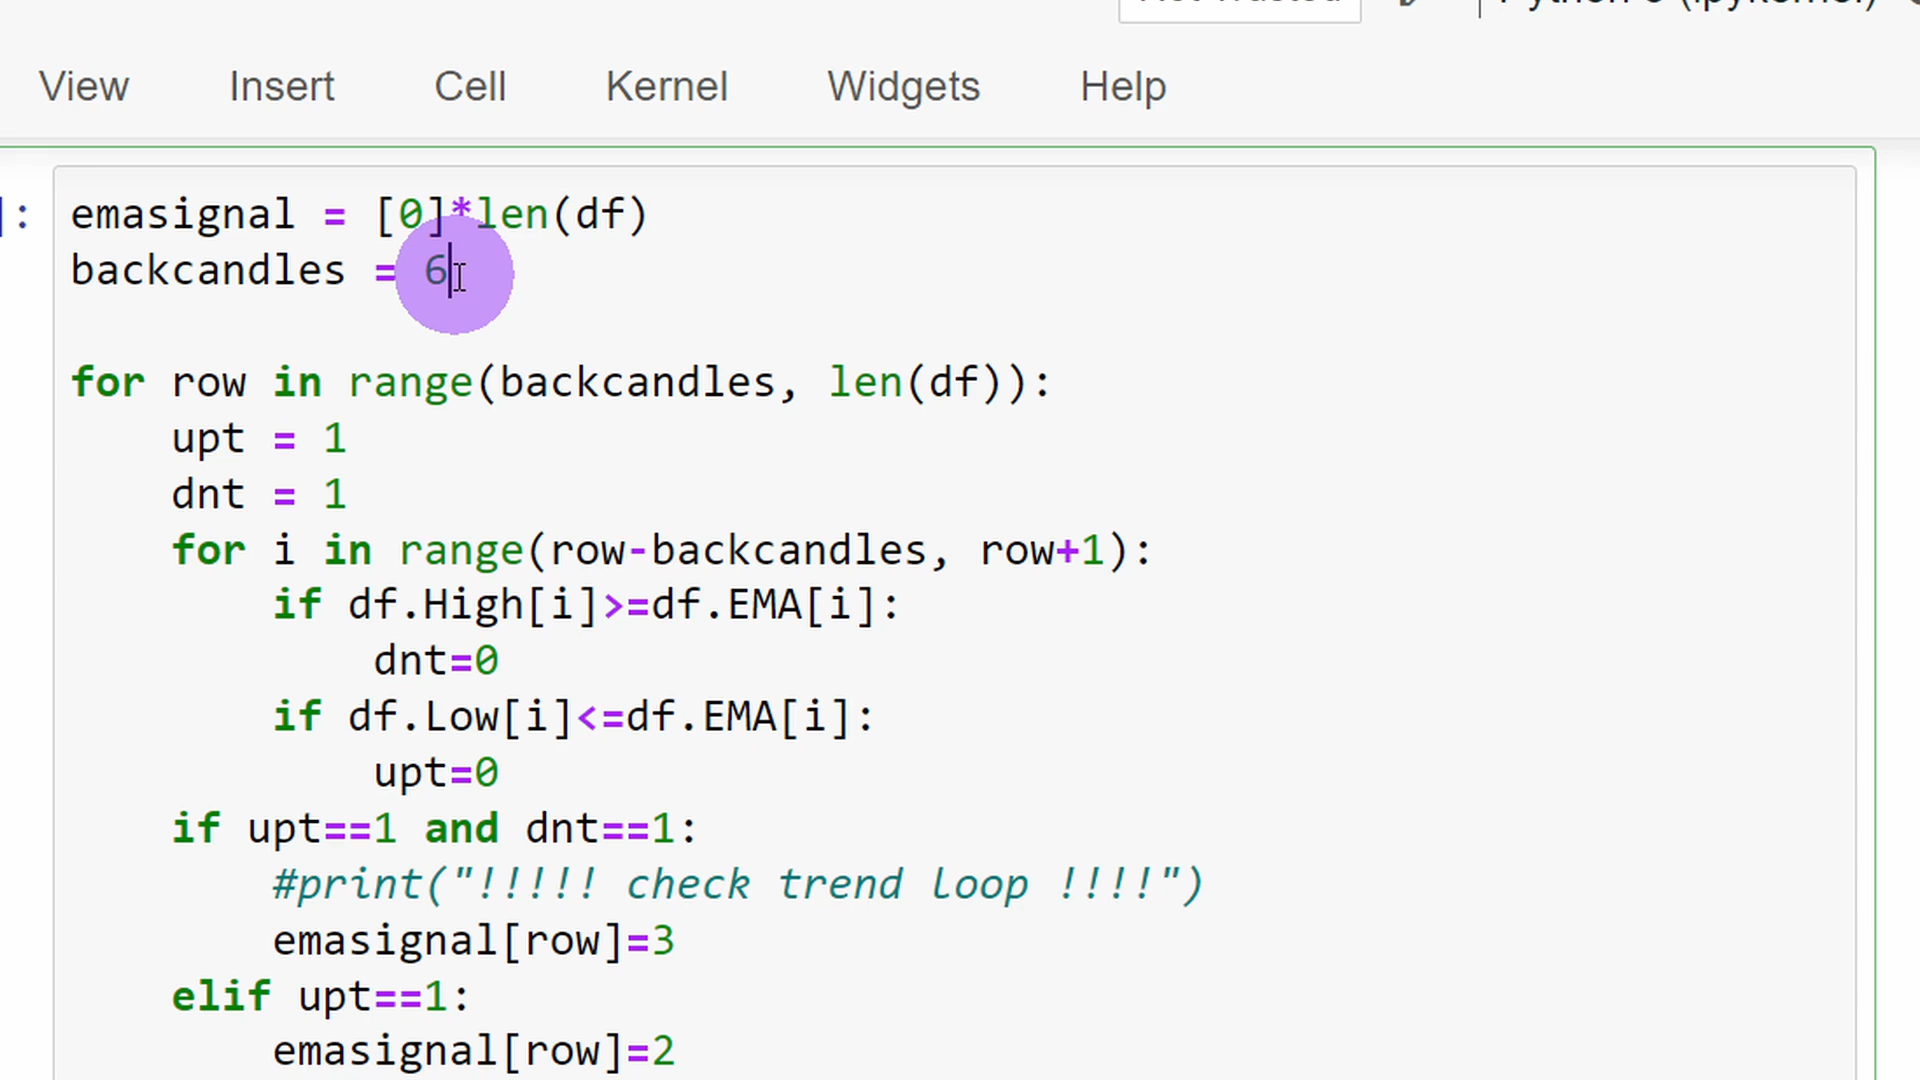 View Insert Cell Kernel Widgets Help
]:
emasignal = [0]*len(df)
backcandles = 6
for row in range(backcandles, len(df)):
    upt = 1
    dnt = 1
    for i in range(row-backcandles, row+1):
        if df.High[i]>=df.EMA[i]:
            dnt=0
        if df.Low[i]<=df.EMA[i]:
            upt=0
    if upt==1 and dnt==1:
        #print("!!!!! check trend loop !!!!")
        emasignal[row]=3
    elif upt==1:
        emasignal[row]=2